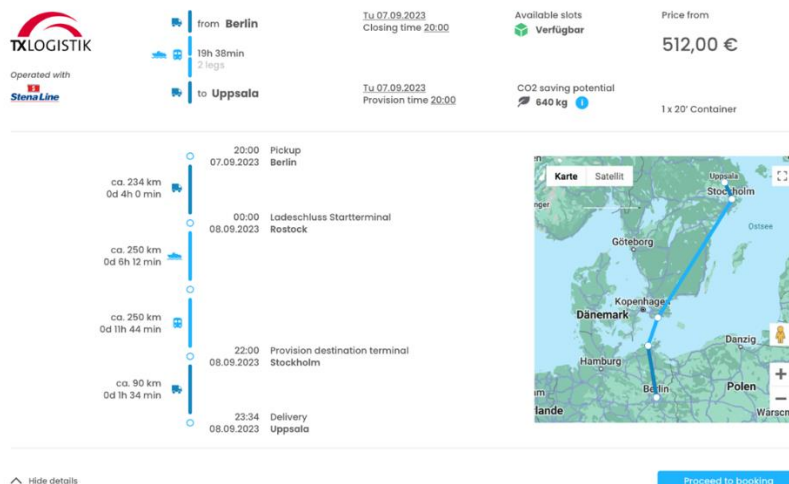 TXLOGISTIK
Operated with
S
Stena Line
from Berlin
19h 38min
2 legs
to Uppsala
Tu 07.09.2023
Closing time 20:00
Tu 07.09.2023
Provision time 20:00
Available slots
Verfügbar
CO2 saving potential
640 kg i
Price from
512,00 €
1 x 20' Container
20:00 Pickup
07.09.2023 Berlin
ca. 234 km
0d 4h 0 min
00:00 Ladeschluss Startterminal
08.09.2023 Rostock
ca. 250 km
0d 6h 12 min
ca. 250 km
0d 11h 44 min
22:00 Provision destination terminal
08.09.2023 Stockholm
ca. 90 km
0d 1h 34 min
23:34 Delivery
08.09.2023 Uppsala
Karte Satellit
Uppsala
Stockholm
Ostsee
Göteborg
Kopenhagen
Dänemark
Danzig
Hamburg
Berlin
Polen
lande
+
−
Hide details
Proceed to booking